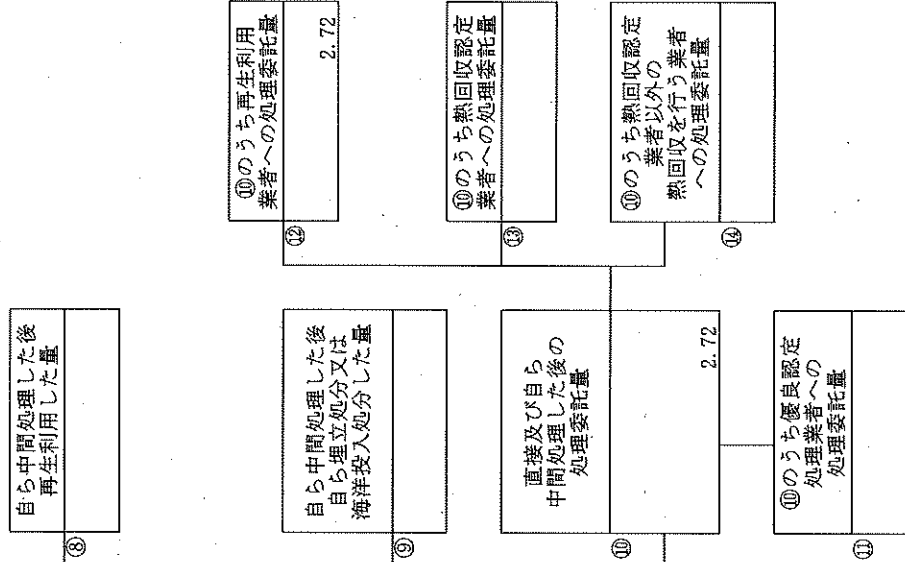 自ら中間処理した後
再生利用した量
⑧
自ら中間処理した後
自ら埋立処分又は
海洋投入処分した量
⑨
直接及び自ら
中間処理した後の
処理委託量
2.72
⑩
⑩のうち優良認定
処理業者への
処理委託量
⑪
⑩のうち再生利用
業者への処理委託量
2.72
⑫
⑩のうち熱回収認定
業者への処理委託量
⑬
⑩のうち熱回収認定
業者以外の
熱回収を行う業者
への処理委託量
⑭